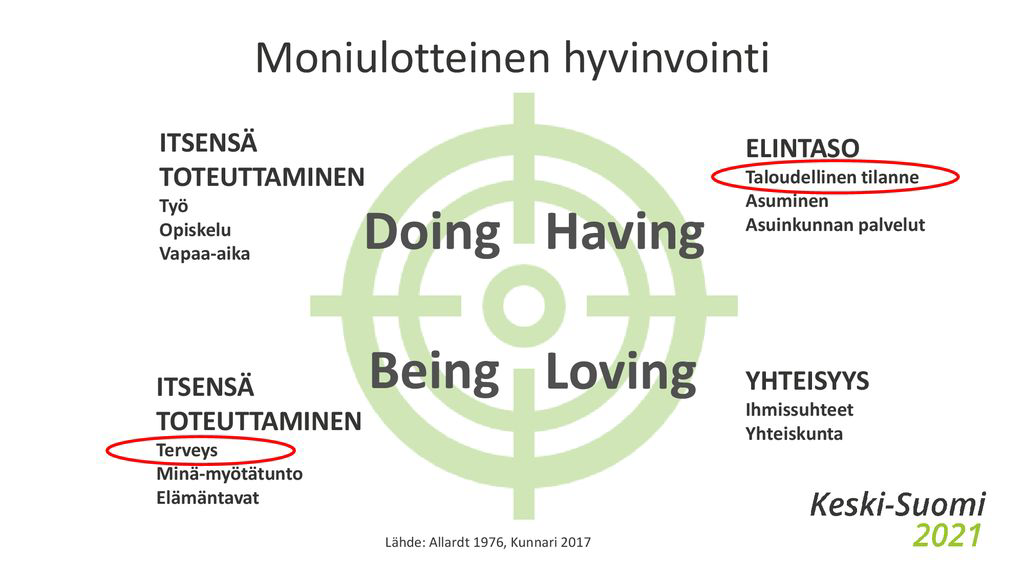 Moniulotteinen hyvinvointi
ITSENSÄ
TOTEUTTAMINEN
Työ
Opiskelu
Vapaa-aika
Doing
Having
ELINTASO
Taloudellinen tilanne
Asuminen
Asuinkunnan palvelut
ITSENSÄ
TOTEUTTAMINEN
Terveys
Minä-myötätunto
Elämäntavat
Being
Loving
YHTEISYYS
Ihmissuhteet
Yhteiskunta
Keski-Suomi
2021
Lähde: Allardt 1976, Kunnari 2017